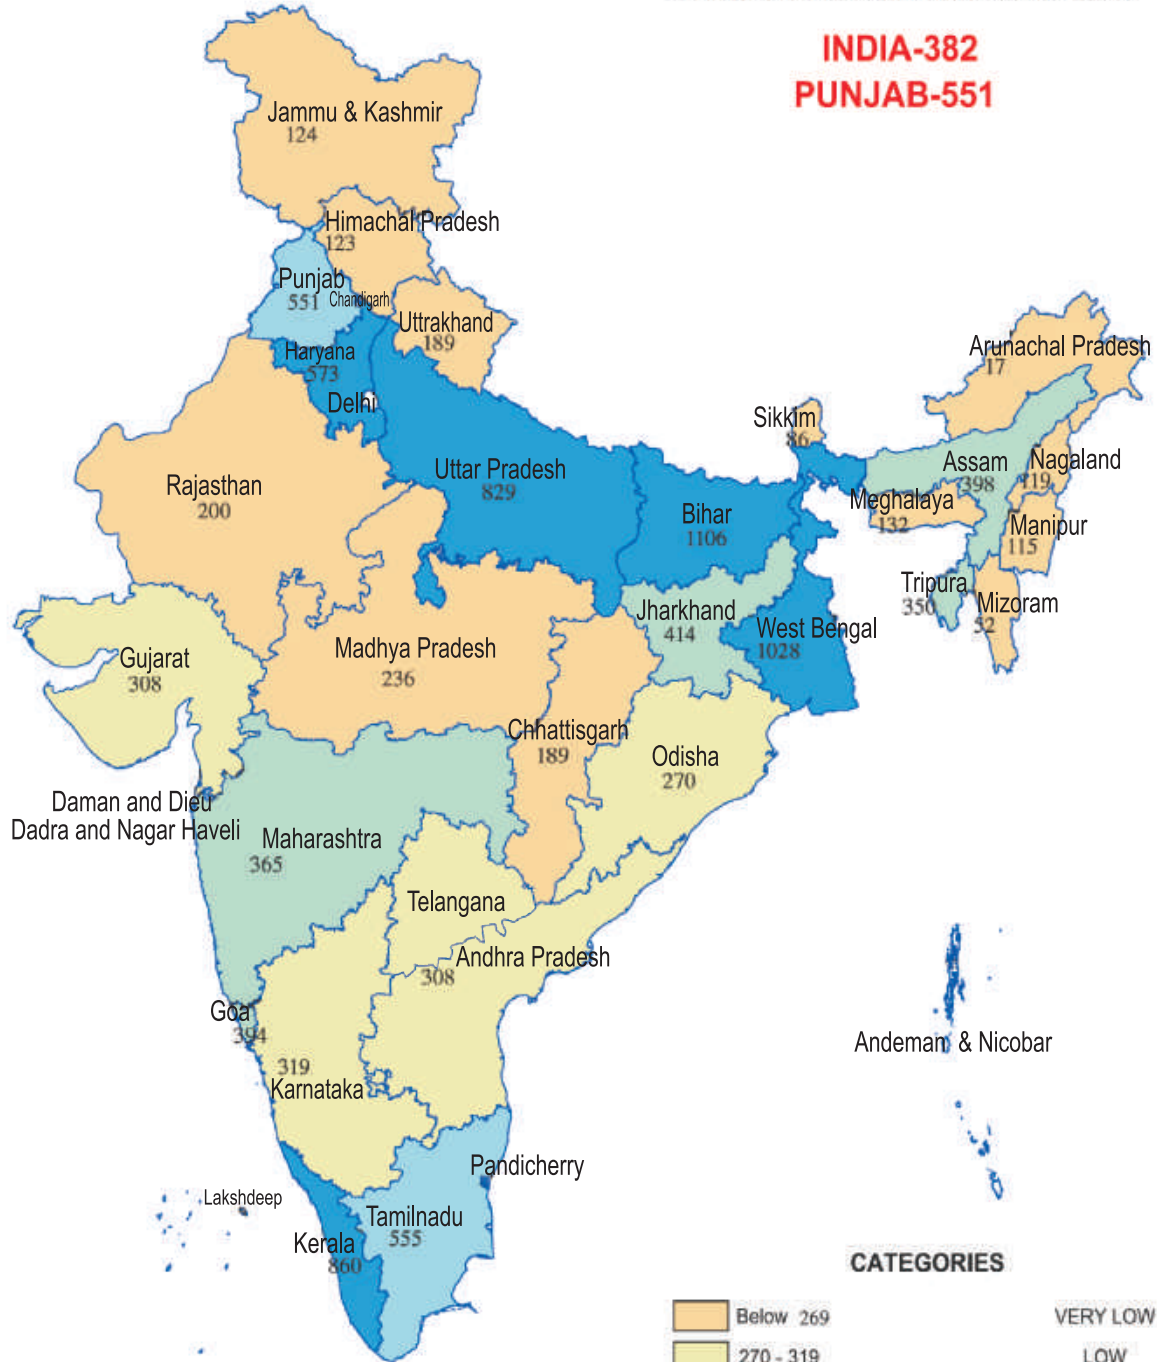 INDIA-382
PUNJAB-551
Jammu & Kashmir
124
Himachal Pradesh
123
Punjab
551
Chandigarh
Uttrakhand
189
Haryana
573
Delhi
Arunachal Pradesh
17
Sikkim
86
Assam
398
Nagaland
119
Meghalaya
132
Manipur
115
Tripura
350
Mizoram
52
Rajasthan
200
Uttar Pradesh
829
Bihar
1106
Jharkhand
414
West Bengal
1028
Gujarat
308
Madhya Pradesh
236
Chhattisgarh
189
Odisha
270
Daman and Dieu
Dadra and Nagar Haveli
Maharashtra
365
Telangana
Andhra Pradesh
308
Goa
394
319
Karnataka
Andeman & Nicobar
Pandicherry
Lakshdeep
Tamilnadu
555
Kerala
860
CATEGORIES
Below 269 VERY LOW
270 - 319 LOW